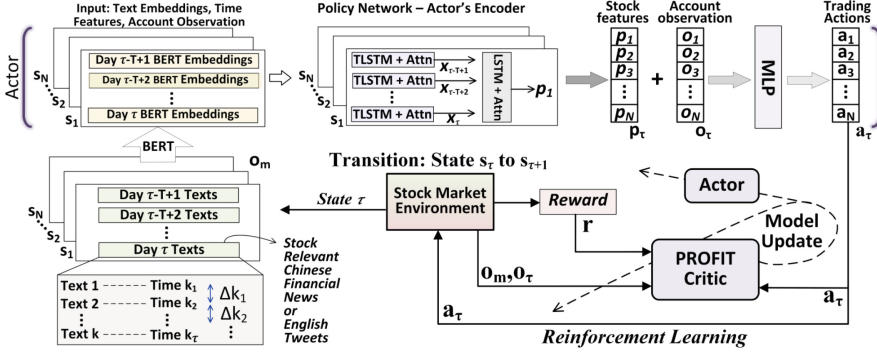 Input: Text Embeddings, Time
Features, Account Observation
Policy Network – Actor's Encoder
Stock
features
Account
observation
Trading
Actions
Actor
Day τ-T+1 BERT Embeddings
Day τ-T+2 BERT Embeddings
Day τ BERT Embeddings
s_N
s_2
s_1
TLSTM + Attn
x_τ-T+1
TLSTM + Attn
x_τ-T+2
TLSTM + Attn
x_τ
s_N
s_2
s_1
LSTM + Attn
p_1
p_1
p_2
p_3
p_N
p_τ
+
o_1
o_2
o_3
o_N
o_τ
MLP
a_1
a_2
a_3
a_N
a_τ
BERT
o_m
Day τ-T+1 Texts
Day τ-T+2 Texts
Day τ Texts
s_N
s_2
s_1
Text 1 ------ Time k_1
Text 2 ------ Time k_2
Text k ------ Time k_τ
Δk_1
Δk_2
Stock
Relevant
Chinese
Financial
News
or
English
Tweets
Transition: State s_τ to s_τ+1
State τ
Stock Market
Environment
Reward
r
Actor
Model
Update
PROFIT
Critic
o_m,o_τ
a_τ
a_τ
Reinforcement Learning